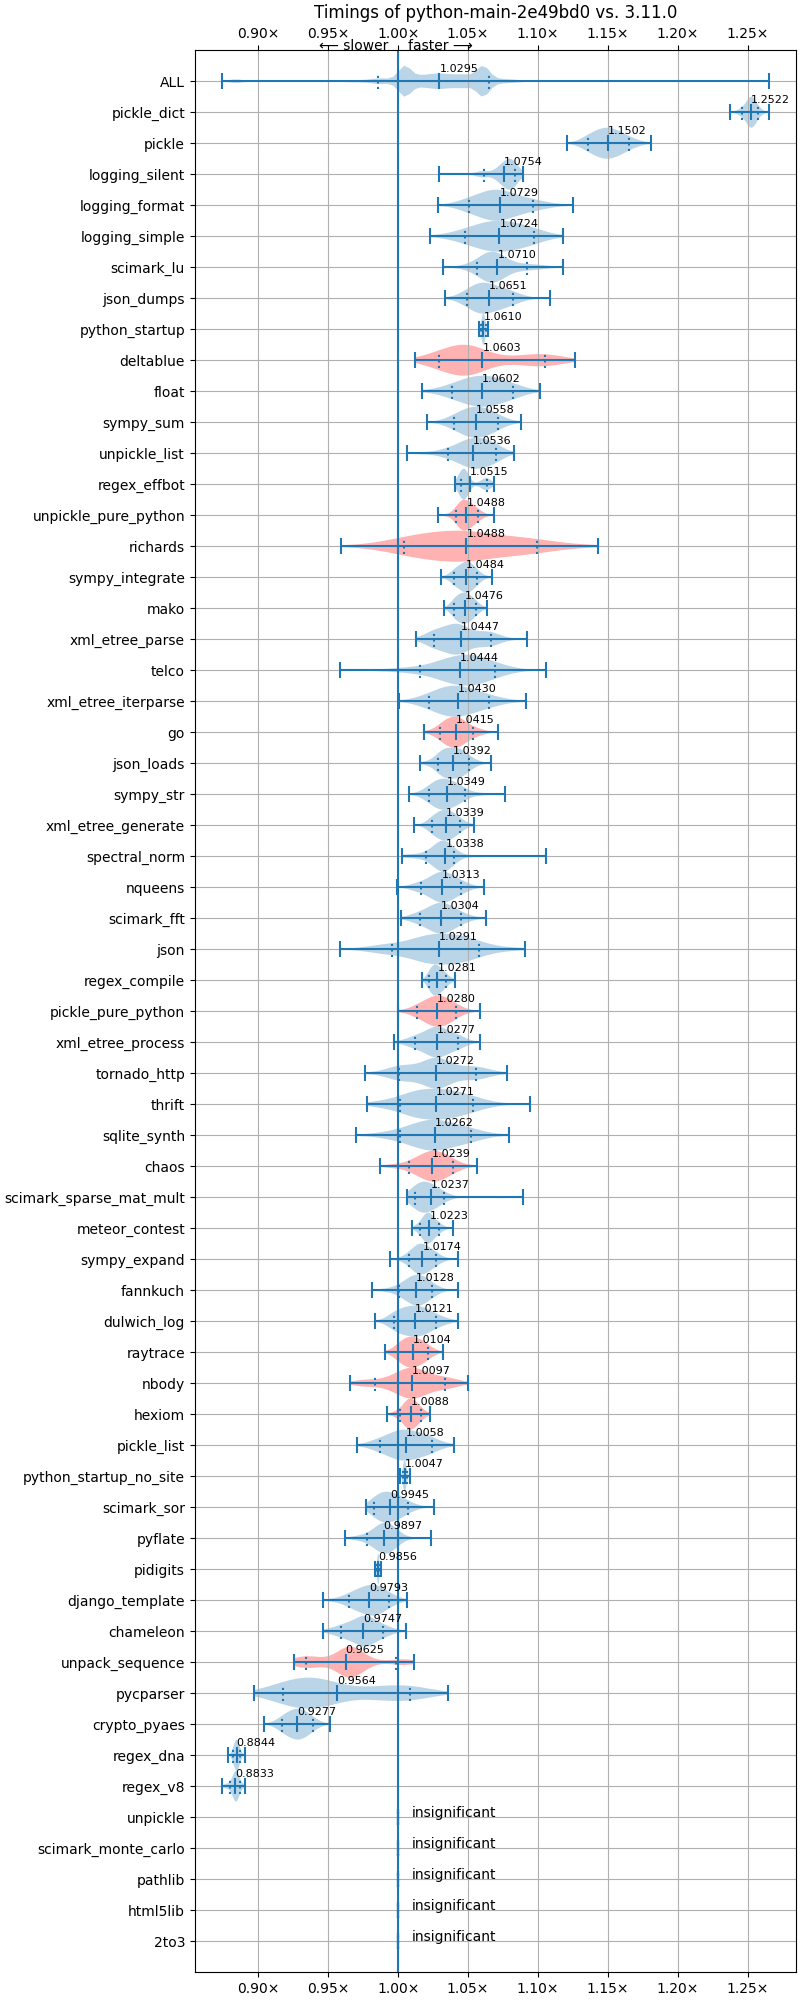 Timings of python-main-2e49bd0 vs. 3.11.0
0.90× 0.95× 1.00× 1.05× 1.10× 1.15× 1.20× 1.25×
⟵ slower faster ⟶
ALL 1.0295
pickle_dict 1.2522
pickle 1.1502
logging_silent 1.0754
logging_format 1.0729
logging_simple 1.0724
scimark_lu 1.0710
json_dumps 1.0651
python_startup 1.0610
deltablue 1.0603
float 1.0602
sympy_sum 1.0558
unpickle_list 1.0536
regex_effbot 1.0515
unpickle_pure_python 1.0488
richards 1.0488
sympy_integrate 1.0484
mako 1.0476
xml_etree_parse 1.0447
telco 1.0444
xml_etree_iterparse 1.0430
go 1.0415
json_loads 1.0392
sympy_str 1.0349
xml_etree_generate 1.0339
spectral_norm 1.0338
nqueens 1.0313
scimark_fft 1.0304
json 1.0291
regex_compile 1.0281
pickle_pure_python 1.0280
xml_etree_process 1.0277
tornado_http 1.0272
thrift 1.0271
sqlite_synth 1.0262
chaos 1.0239
scimark_sparse_mat_mult 1.0237
meteor_contest 1.0223
sympy_expand 1.0174
fannkuch 1.0128
dulwich_log 1.0121
raytrace 1.0104
nbody 1.0097
hexiom 1.0088
pickle_list 1.0058
python_startup_no_site 1.0047
scimark_sor 0.9945
pyflate 0.9897
pidigits 0.9856
django_template 0.9793
chameleon 0.9747
unpack_sequence 0.9625
pycparser 0.9564
crypto_pyaes 0.9277
regex_dna 0.8844
regex_v8 0.8833
unpickle insignificant
scimark_monte_carlo insignificant
pathlib insignificant
html5lib insignificant
2to3 insignificant
0.90× 0.95× 1.00× 1.05× 1.10× 1.15× 1.20× 1.25×